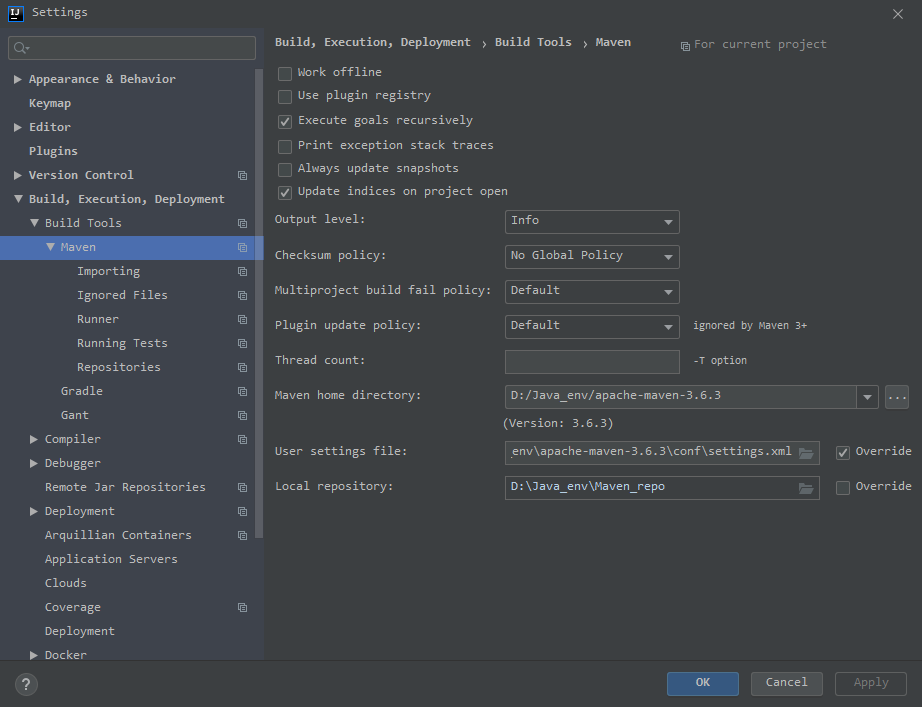 IJ Settings
Appearance & Behavior
Keymap
Editor
Plugins
Version Control
Build, Execution, Deployment
Build Tools
Maven
Importing
Ignored Files
Runner
Running Tests
Repositories
Gradle
Gant
Compiler
Debugger
Remote Jar Repositories
Deployment
Arquillian Containers
Application Servers
Clouds
Coverage
Deployment
Docker
Build, Execution, Deployment › Build Tools › Maven For current project
Work offline
Use plugin registry
Execute goals recursively
Print exception stack traces
Always update snapshots
Update indices on project open
Output level: Info
Checksum policy: No Global Policy
Multiproject build fail policy: Default
Plugin update policy: Default ignored by Maven 3+
Thread count: -T option
Maven home directory: D:/Java_env/apache-maven-3.6.3 ...
(Version: 3.6.3)
User settings file: _env\apache-maven-3.6.3\conf\settings.xml Override
Local repository: D:\Java_env\Maven_repo Override
? OK Cancel Apply